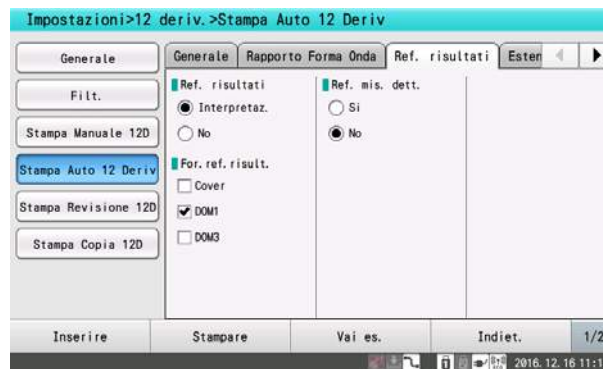 Impostazioni>12 deriv.>Stampa Auto 12 Deriv
Generale
Filt.
Stampa Manuale 12D
Stampa Auto 12 Deriv
Stampa Revisione 12D
Stampa Copia 12D
Generale
Rapporto Forma Onda
Ref. risultati
Esten
Ref. risultati
Interpretaz.
No
For. ref. risult.
Cover
DOM1
DOM3
Ref. mis. dett.
Si
No
Inserire
Stampare
Vai es.
Indiet.
1/2
2016. 12. 16 11:1